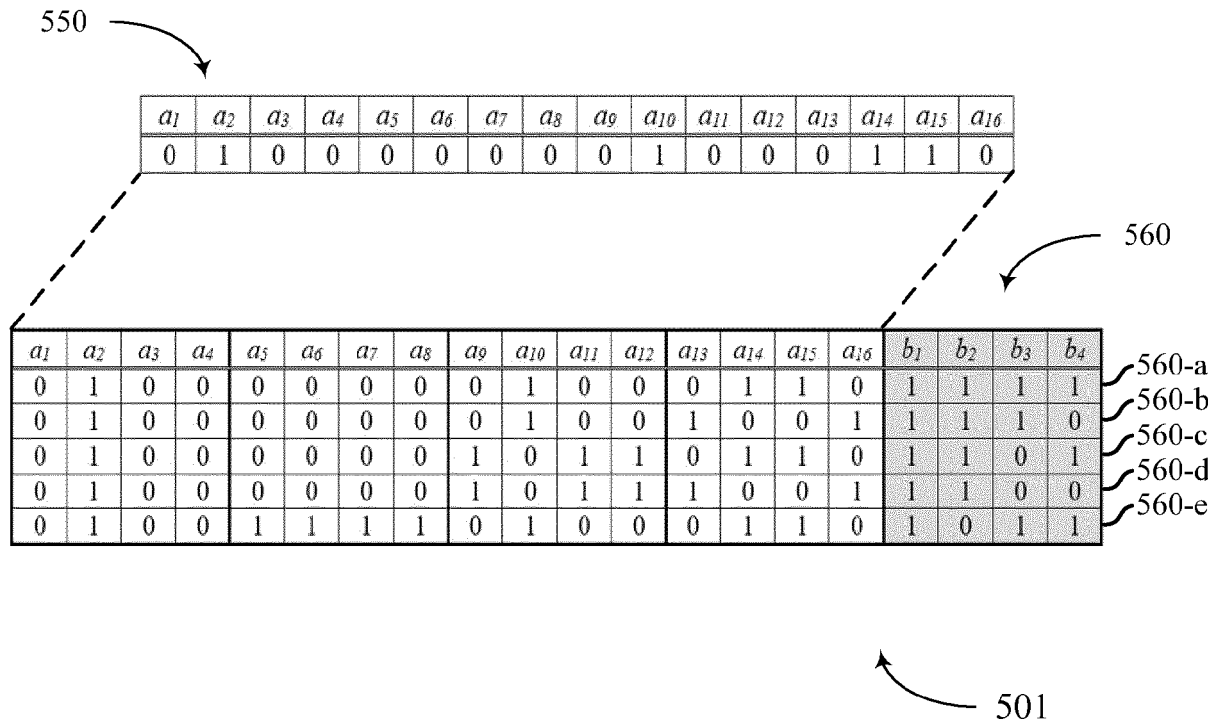 550
a1 a2 a3 a4 a5 a6 a7 a8 a9 a10 a11 a12 a13 a14 a15 a16
0 1 0 0 0 0 0 0 0 1 0 0 0 1 1 0
560
a1 a2 a3 a4 a5 a6 a7 a8 a9 a10 a11 a12 a13 a14 a15 a16 b1 b2 b3 b4
0 1 0 0 0 0 0 0 0 1 0 0 0 1 1 0 1 1 1 1 560-a
0 1 0 0 0 0 0 0 0 1 0 0 1 0 0 1 1 1 1 0 560-b
0 1 0 0 0 0 0 0 1 0 1 1 0 1 1 0 1 1 0 1 560-c
0 1 0 0 0 0 0 0 1 0 1 1 1 0 0 1 1 1 0 0 560-d
0 1 0 0 1 1 1 1 0 1 0 0 0 1 1 0 1 0 1 1 560-e
501